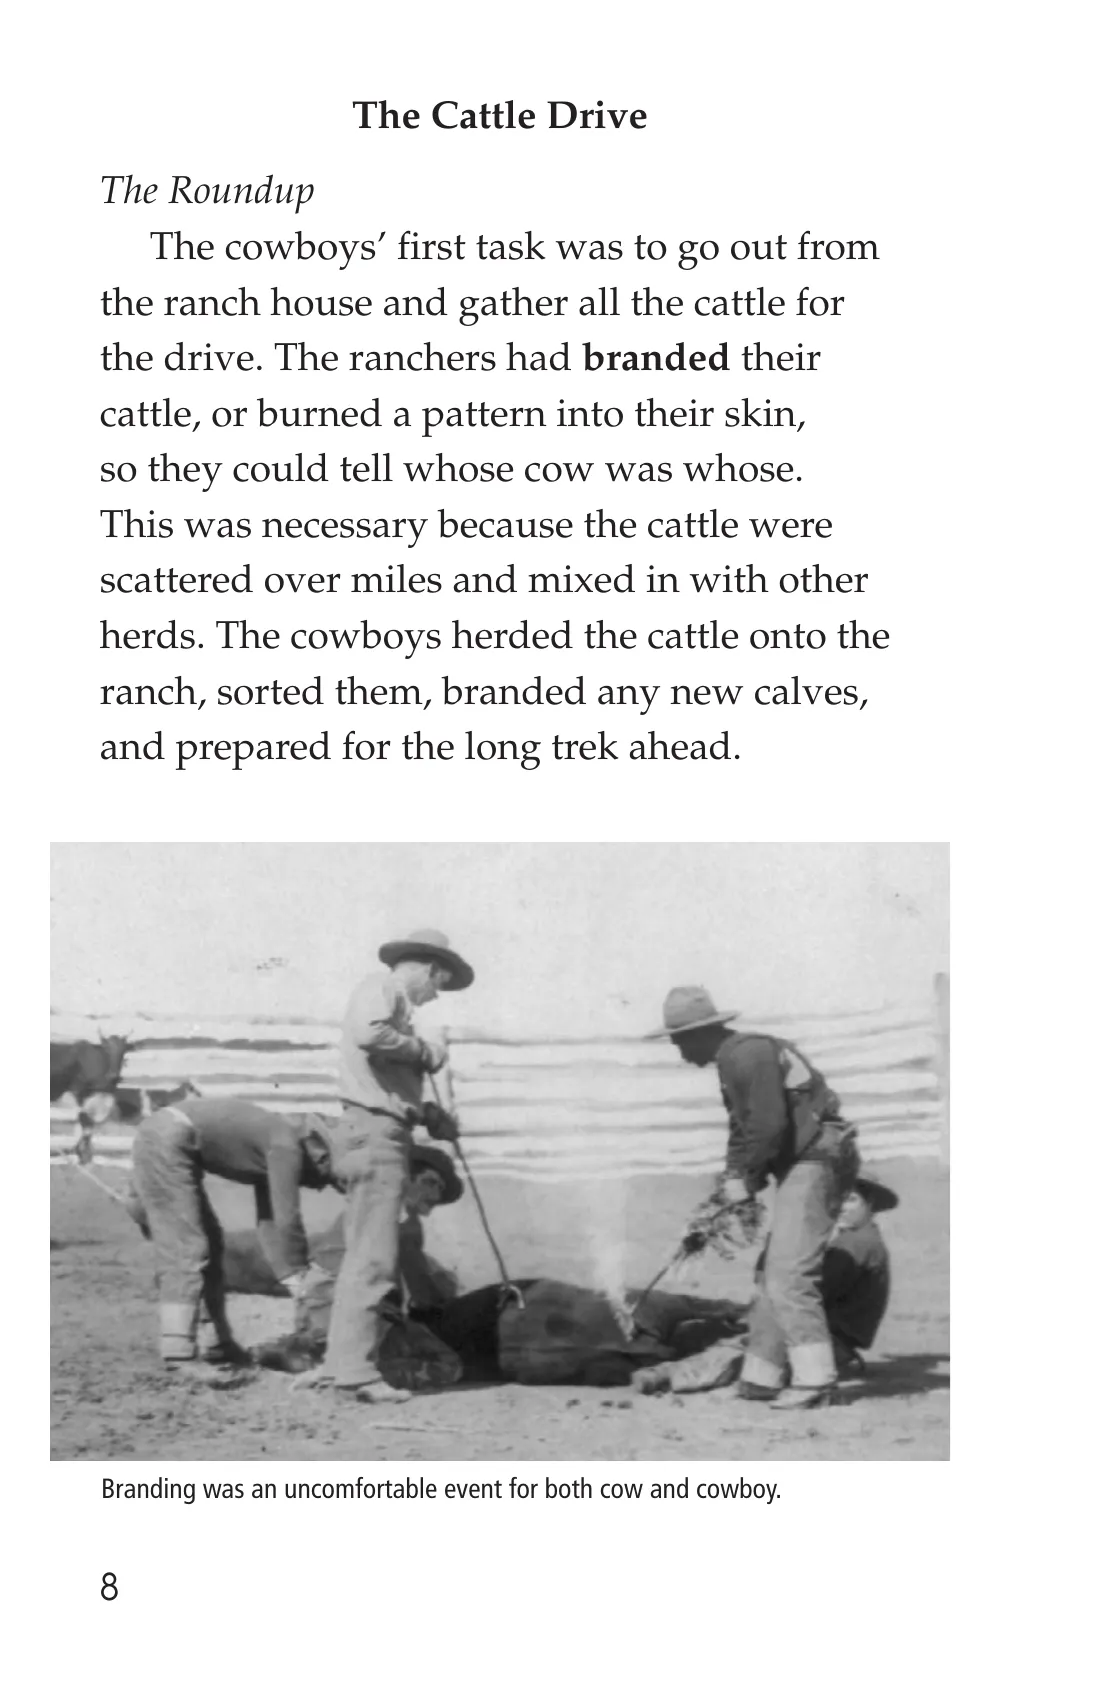 The Cattle Drive
The Roundup
The cowboys’ first task was to go out from
the ranch house and gather all the cattle for
the drive. The ranchers had branded their
cattle, or burned a pattern into their skin,
so they could tell whose cow was whose.
This was necessary because the cattle were
scattered over miles and mixed in with other
herds. The cowboys herded the cattle onto the
ranch, sorted them, branded any new calves,
and prepared for the long trek ahead.
Branding was an uncomfortable event for both cow and cowboy.
8